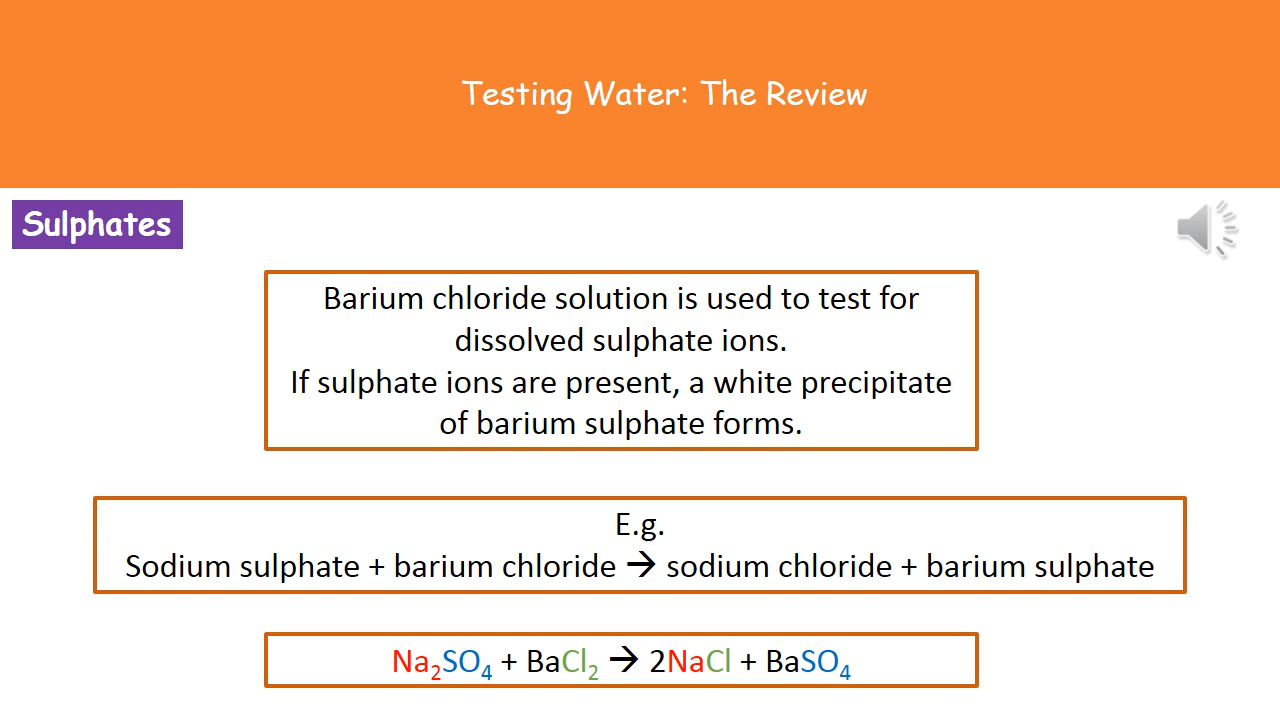 Testing Water: The Review
Sulphates
Barium chloride solution is used to test for
dissolved sulphate ions.
If sulphate ions are present, a white precipitate
of barium sulphate forms.
E.g.
Sodium sulphate + barium chloride → sodium chloride + barium sulphate
Na₂SO₄ + BaCl₂ → 2NaCl + BaSO₄